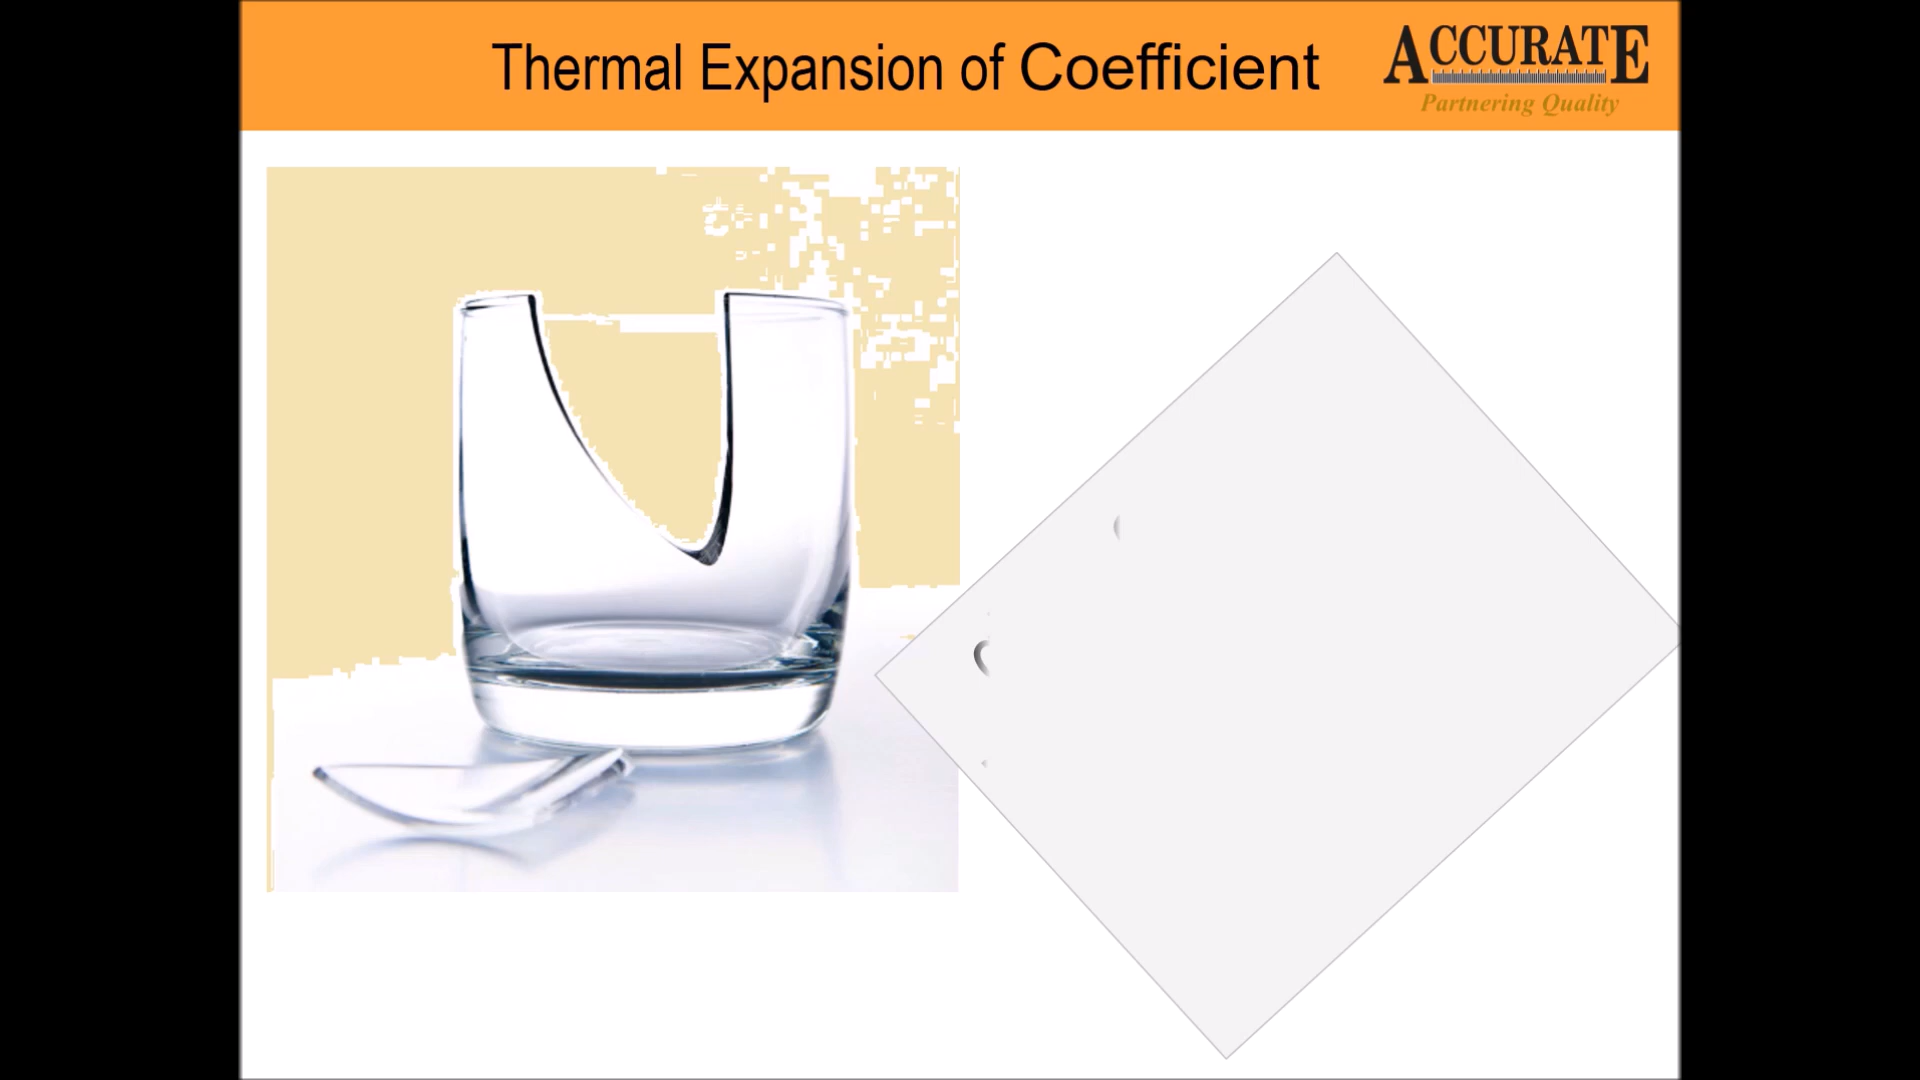 Thermal Expansion of Coefficient
ACCURATE
Partnering Quality